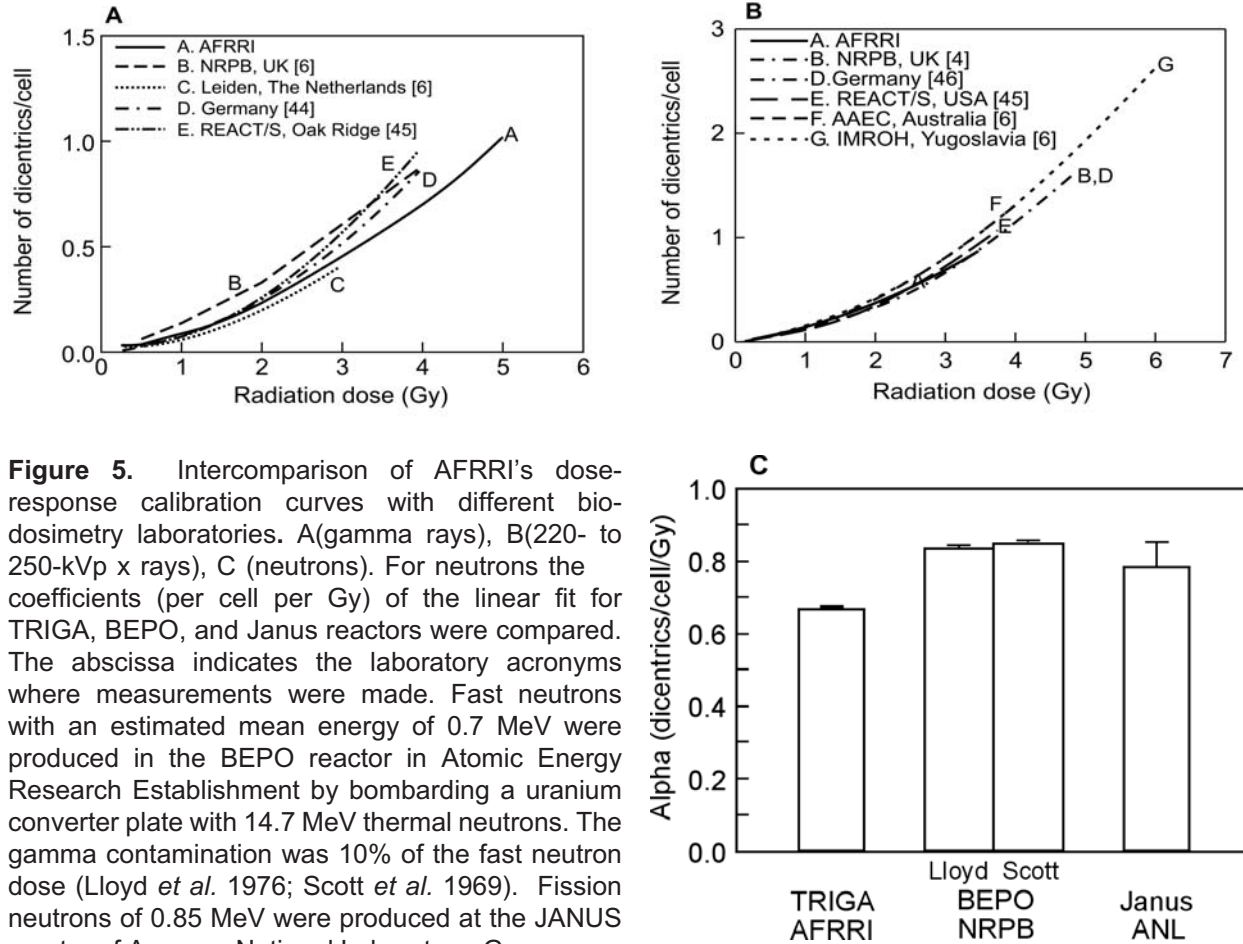 A
1.5
1.0
0.5
0.0
Number of dicentrics/cell
A. AFRRI
B. NRPB, UK [6]
C. Leiden, The Netherlands [6]
D. Germany [44]
E. REACT/S, Oak Ridge [45]
A
E
D
B
C
0 1 2 3 4 5 6
Radiation dose (Gy)
B
3
2
1
0
Number of dicentrics/cell
A. AFRRI
B. NRPB, UK [4]
D.Germany [46]
E. REACT/S, USA [45]
F. AAEC, Australia [6]
G. IMROH, Yugoslavia [6]
G
B,D
F
E
A
0 1 2 3 4 5 6 7
Radiation dose (Gy)
Figure 5. Intercomparison of AFRRI's dose-
response calibration curves with different bio-
dosimetry laboratories. A(gamma rays), B(220- to
250-kVp x rays), C (neutrons). For neutrons the
coefficients (per cell per Gy) of the linear fit for
TRIGA, BEPO, and Janus reactors were compared.
The abscissa indicates the laboratory acronyms
where measurements were made. Fast neutrons
with an estimated mean energy of 0.7 MeV were
produced in the BEPO reactor in Atomic Energy
Research Establishment by bombarding a uranium
converter plate with 14.7 MeV thermal neutrons. The
gamma contamination was 10% of the fast neutron
dose (Lloyd et al. 1976; Scott et al. 1969). Fission
neutrons of 0.85 MeV were produced at the JANUS
C
1.0
0.8
0.6
0.4
0.2
0.0
Alpha (dicentrics/cell/Gy)
Lloyd Scott
TRIGA BEPO Janus
AFRRI NRPB ANL